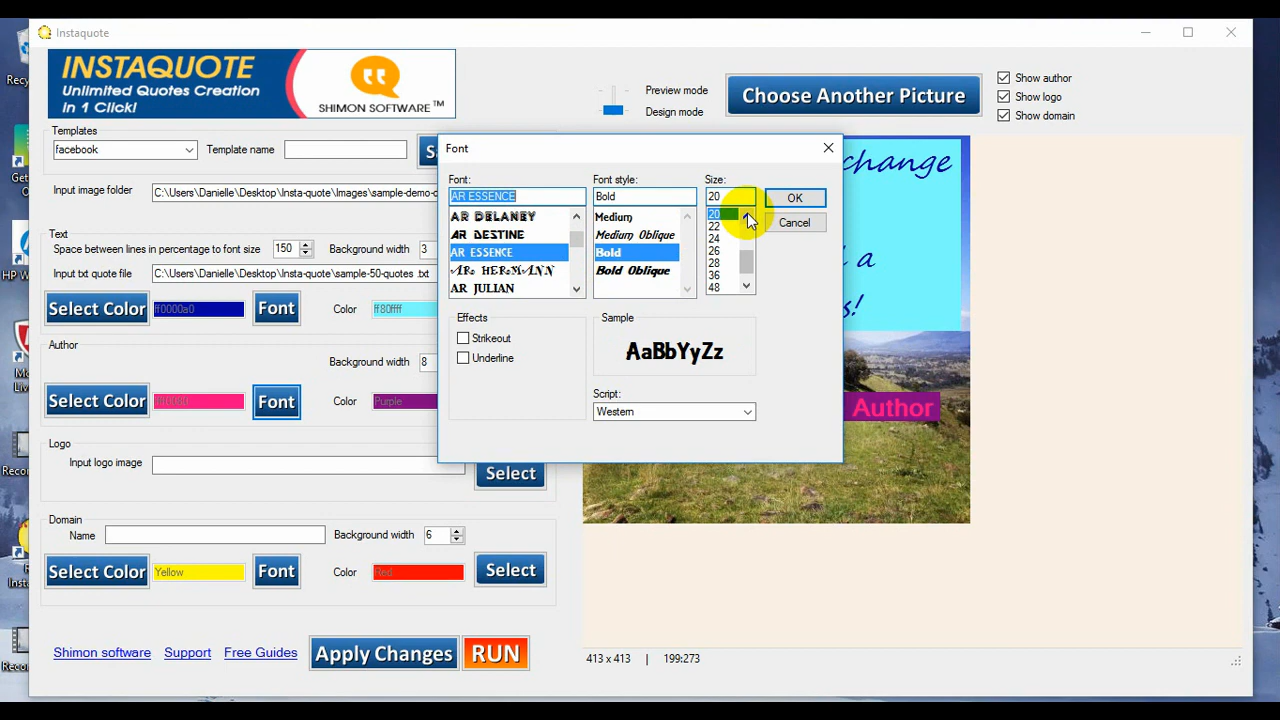 Instaquote
INSTAQUOTE
Unlimited Quotes Creation
in 1 Click!
SHIMON SOFTWARE™
Preview mode
Design mode
Choose Another Picture
Show author
Show logo
Show domain
Templates
facebook
Template name
Input image folder
C:\Users\Danielle\Desktop\Insta-quote\Images\sample-demo-
Text
Space between lines in percentage to font size
150
Background width
3
Input txt quote file
C:\Users\Danielle\Desktop\Insta-quote\sample-50-quotes .txt
Select Color
ff0000a0
Font
Color
ff80ffff
Author
Background width
8
Select Color
Font
Color
Purple
Logo
Input logo image
Select
Domain
Name
Background width
6
Select Color
Yellow
Font
Color
Red
Select
Shimon software
Support
Free Guides
Apply Changes
RUN
Font
Font:
Font style:
Size:
AR ESSENCE
Bold
20
OK
Cancel
AR DELANEY
AR DESTINE
AR ESSENCE
AR HERMANN
AR JULIAN
Medium
Medium Oblique
Bold
Bold Oblique
20
22
24
26
28
36
48
Effects
Strikeout
Underline
Sample
AaBbYyZz
Script:
Western
change
a
!
Author
413 x 413 | 199:273